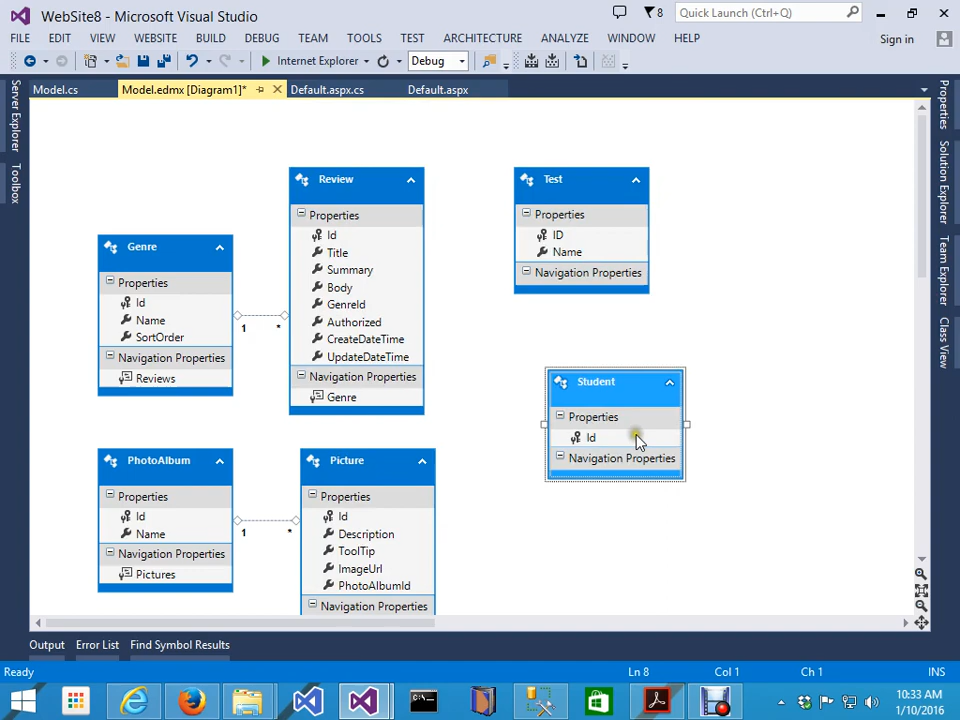 WebSite8 - Microsoft Visual Studio
8
Quick Launch (Ctrl+Q)
FILE EDIT VIEW WEBSITE BUILD DEBUG TEAM TOOLS TEST ARCHITECTURE ANALYZE WINDOW HELP
Sign in
Internet Explorer
Debug
Model.cs
Model.edmx [Diagram1]*
Default.aspx.cs
Default.aspx
Server Explorer
Toolbox
Properties
Solution Explorer
Team Explorer
Class View
Genre
Properties
Id
Name
SortOrder
Navigation Properties
Reviews
1
*
Review
Properties
Id
Title
Summary
Body
GenreId
Authorized
CreateDateTime
UpdateDateTime
Navigation Properties
Genre
Test
Properties
ID
Name
Navigation Properties
Student
Properties
Id
Navigation Properties
PhotoAlbum
Properties
Id
Name
Navigation Properties
Pictures
1
*
Picture
Properties
Id
Description
ToolTip
ImageUrl
PhotoAlbumId
Navigation Properties
Output
Error List
Find Symbol Results
Ready
Ln 8
Col 1
Ch 1
INS
10:33 AM
1/10/2016